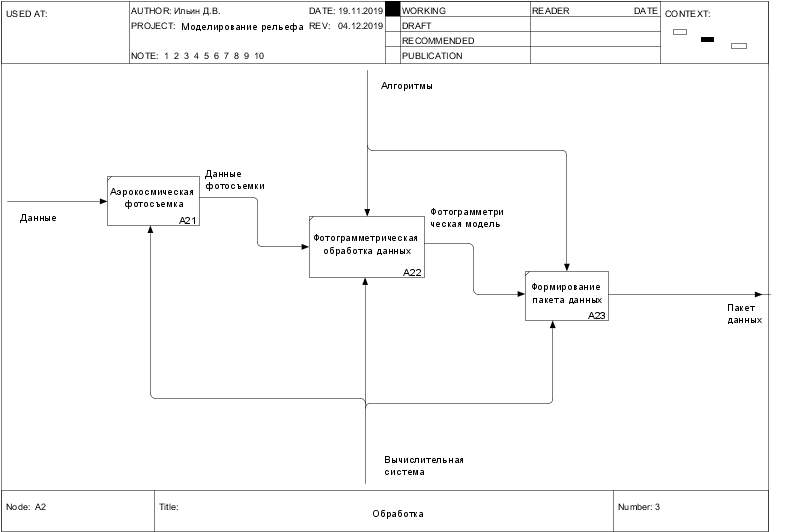 USED AT:
AUTHOR: Ильин Д.В.
DATE: 19.11.2019
WORKING
READER
DATE
CONTEXT:
PROJECT: Моделирование рельефа
REV: 04.12.2019
DRAFT
RECOMMENDED
NOTE: 1 2 3 4 5 6 7 8 9 10
PUBLICATION
Алгоритмы
Данные
фотосъемки
Аэрокосмическая
фотосъемка
A21
Данные
Фотограмметри
ческая модель
Фотограмметрическая
обработка данных
A22
Формирование
пакета данных
A23
Пакет
данных
Вычислительная
система
Node: A2
Title:
Обработка
Number: 3